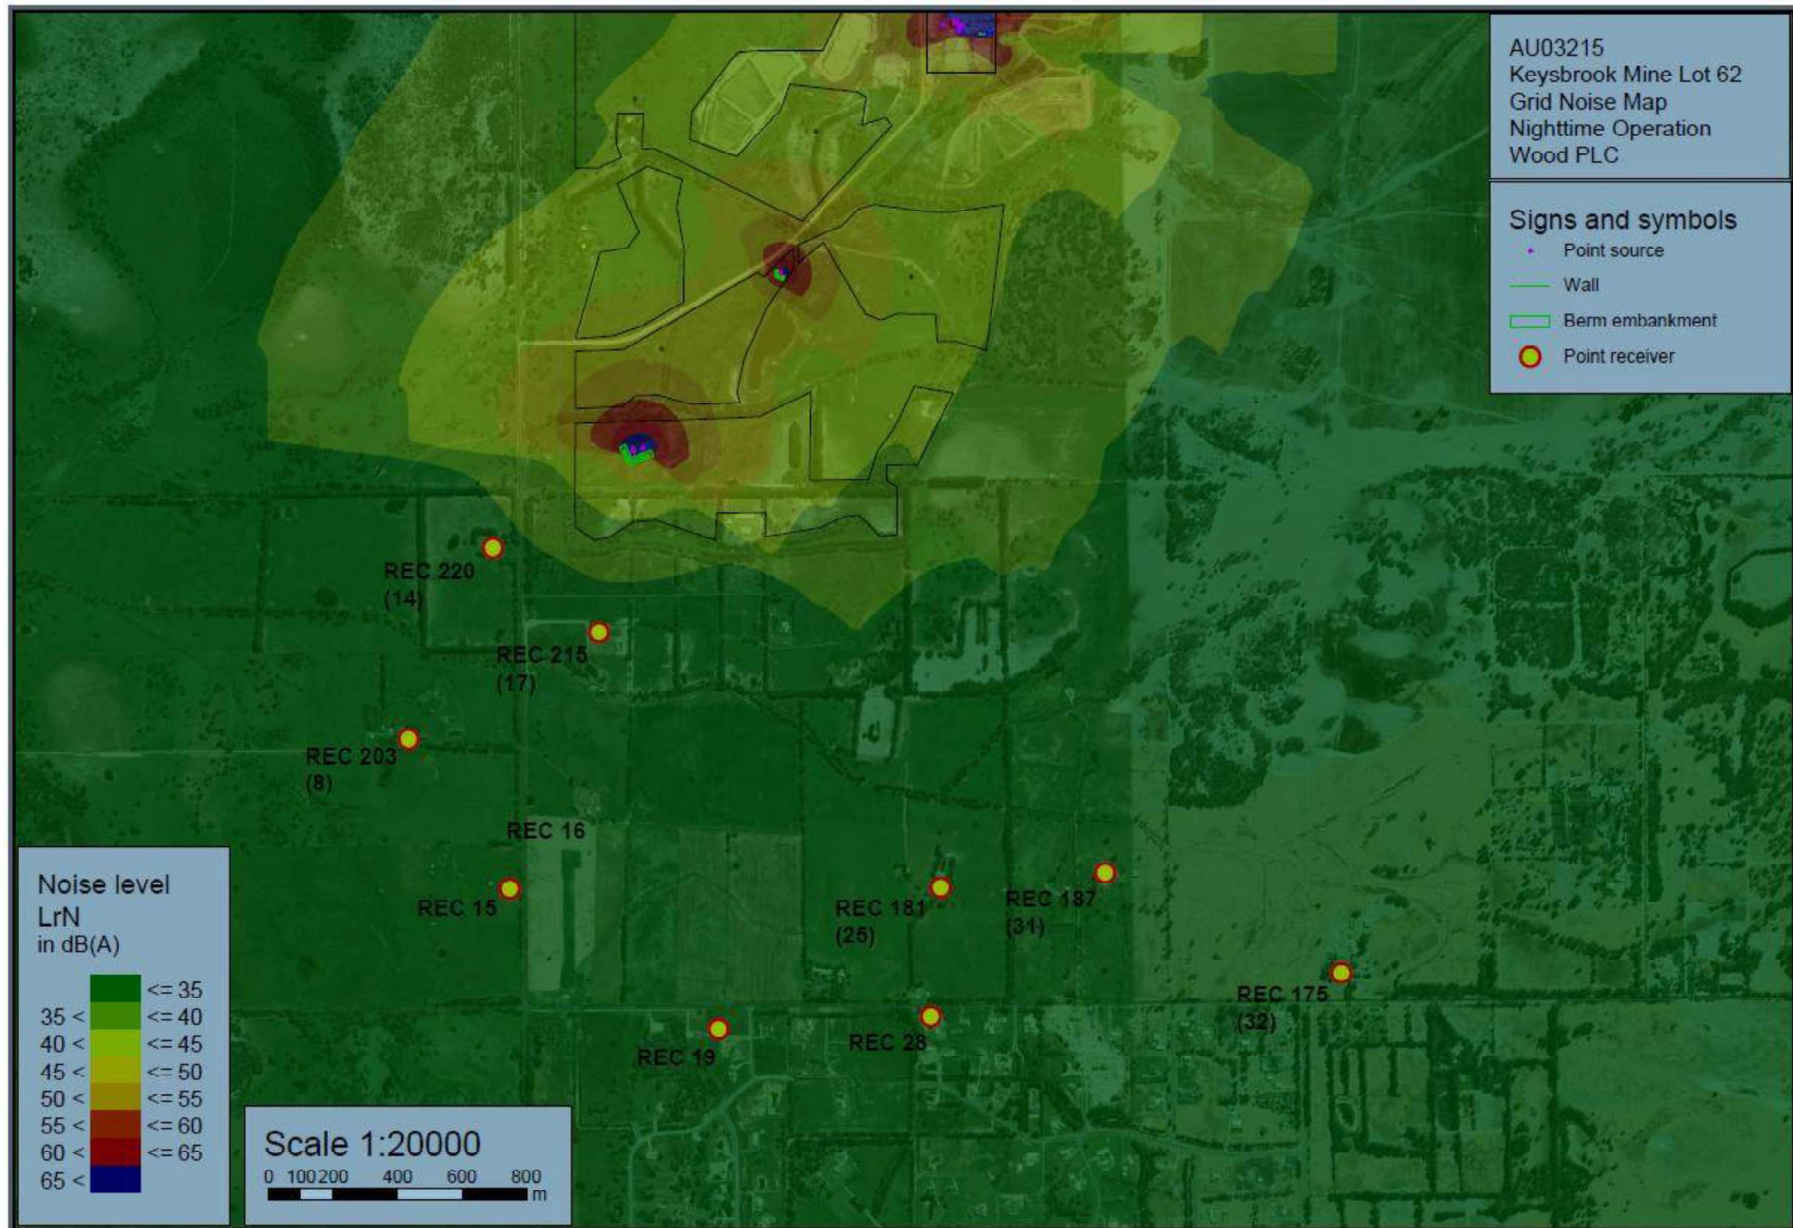 AU03215
Keysbrook Mine Lot 62
Grid Noise Map
Nighttime Operation
Wood PLC
Signs and symbols
Point source
Wall
Berm embankment
Point receiver
REC 220
(14)
REC 215
(17)
REC 203
(8)
REC 16
REC 15
REC 181
(25)
REC 187
(31)
REC 175
(32)
REC 19
REC 28
Noise level
LrN
in dB(A)
<= 35
35 < <= 40
40 < <= 45
45 < <= 50
50 < <= 55
55 < <= 60
60 < <= 65
65 <
Scale 1:20000
0 100 200 400 600 800
m